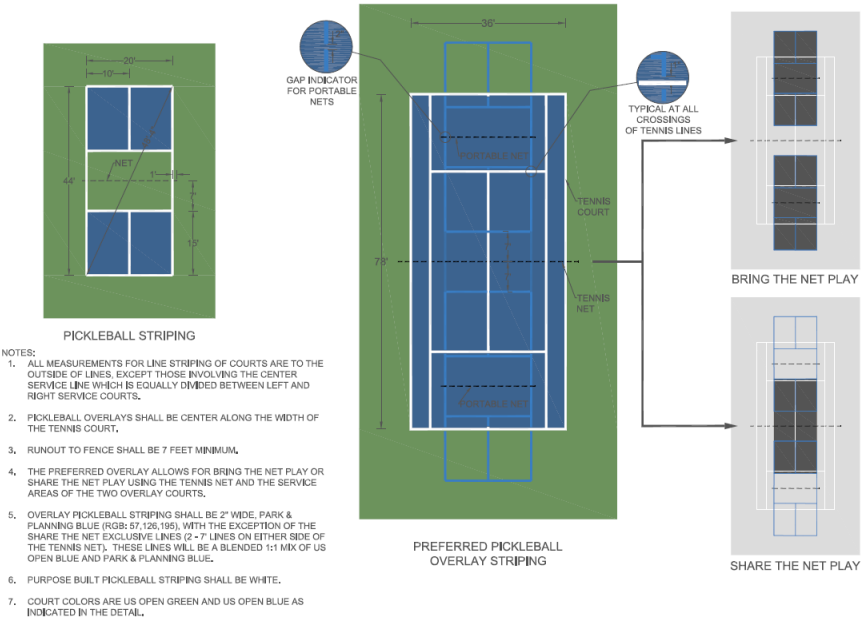 20'
10'
44'
NET
1'
15'
PICKLEBALL STRIPING
NOTES:
1. ALL MEASUREMENTS FOR LINE STRIPING OF COURTS ARE TO THE
OUTSIDE OF LINES, EXCEPT THOSE INVOLVING THE CENTER
SERVICE LINE WHICH IS EQUALLY DIVIDED BETWEEN LEFT AND
RIGHT SERVICE COURTS.
2. PICKLEBALL OVERLAYS SHALL BE CENTER ALONG THE WIDTH OF
THE TENNIS COURT.
3. RUNOUT TO FENCE SHALL BE 7 FEET MINIMUM.
4. THE PREFERRED OVERLAY ALLOWS FOR BRING THE NET PLAY OR
SHARE THE NET PLAY USING THE TENNIS NET AND THE SERVICE
AREAS OF THE TWO OVERLAY COURTS.
5. OVERLAY PICKLEBALL STRIPING SHALL BE 2" WIDE, PARK &
PLANNING BLUE (RGB: 57,126,195), WITH THE EXCEPTION OF THE
SHARE THE NET EXCLUSIVE LINES (2 - 7' LINES ON EITHER SIDE OF
THE TENNIS NET). THESE LINES WILL BE A BLENDED 1:1 MIX OF US
OPEN BLUE AND PARK & PLANNING BLUE.
6. PURPOSE BUILT PICKLEBALL STRIPING SHALL BE WHITE.
7. COURT COLORS ARE US OPEN GREEN AND US OPEN BLUE AS
INDICATED IN THE DETAIL.
36'
GAP INDICATOR
FOR PORTABLE
NETS
TYPICAL AT ALL
CROSSINGS
OF TENNIS LINES
PORTABLE NET
TENNIS
COURT
78'
TENNIS
NET
PORTABLE NET
PREFERRED PICKLEBALL
OVERLAY STRIPING
BRING THE NET PLAY
SHARE THE NET PLAY